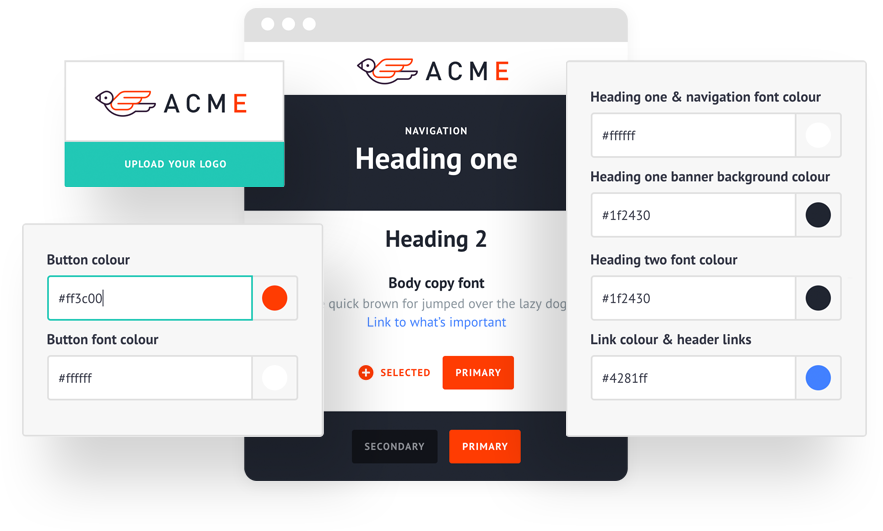 ACME
UPLOAD YOUR LOGO
Button colour
#ff3c00
Button font colour
#ffffff
ACME
NAVIGATION
Heading one
Heading 2
Body copy font
quick brown for jumped over the lazy dog
Link to what's important
SELECTED
PRIMARY
SECONDARY
PRIMARY
Heading one & navigation font colour
#ffffff
Heading one banner background colour
#1f2430
Heading two font colour
#1f2430
Link colour & header links
#4281ff